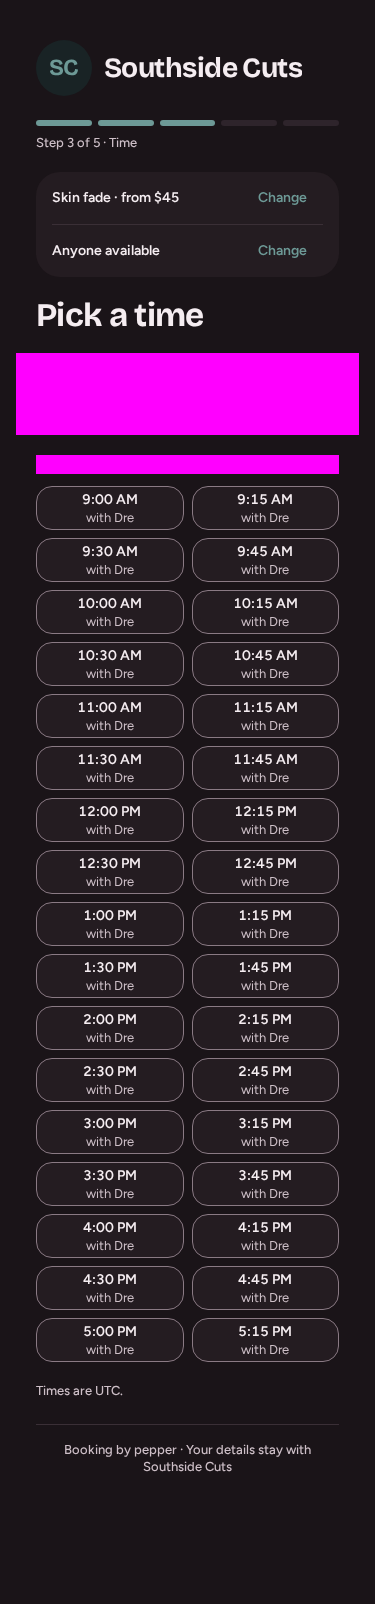 SC
Southside Cuts
Step 3 of 5 · Time
Skin fade · from $45
Change
Anyone available
Change
Pick a time
9:00 AM
with Dre
9:15 AM
with Dre
9:30 AM
with Dre
9:45 AM
with Dre
10:00 AM
with Dre
10:15 AM
with Dre
10:30 AM
with Dre
10:45 AM
with Dre
11:00 AM
with Dre
11:15 AM
with Dre
11:30 AM
with Dre
11:45 AM
with Dre
12:00 PM
with Dre
12:15 PM
with Dre
12:30 PM
with Dre
12:45 PM
with Dre
1:00 PM
with Dre
1:15 PM
with Dre
1:30 PM
with Dre
1:45 PM
with Dre
2:00 PM
with Dre
2:15 PM
with Dre
2:30 PM
with Dre
2:45 PM
with Dre
3:00 PM
with Dre
3:15 PM
with Dre
3:30 PM
with Dre
3:45 PM
with Dre
4:00 PM
with Dre
4:15 PM
with Dre
4:30 PM
with Dre
4:45 PM
with Dre
5:00 PM
with Dre
5:15 PM
with Dre
Times are UTC.
Booking by pepper · Your details stay with
Southside Cuts